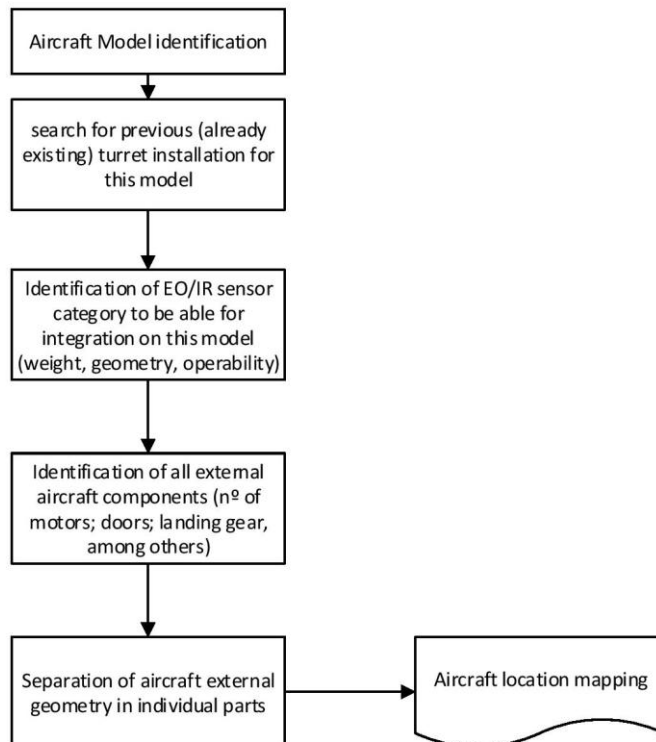 Aircraft Model identification
search for previous (already
existing) turret installation for
this model
Identification of EO/IR sensor
category to be able for
integration on this model
(weight, geometry, operability)
Identification of all external
aircraft components (nº of
motors; doors; landing gear,
among others)
Separation of aircraft external
geometry in individual parts
Aircraft location mapping